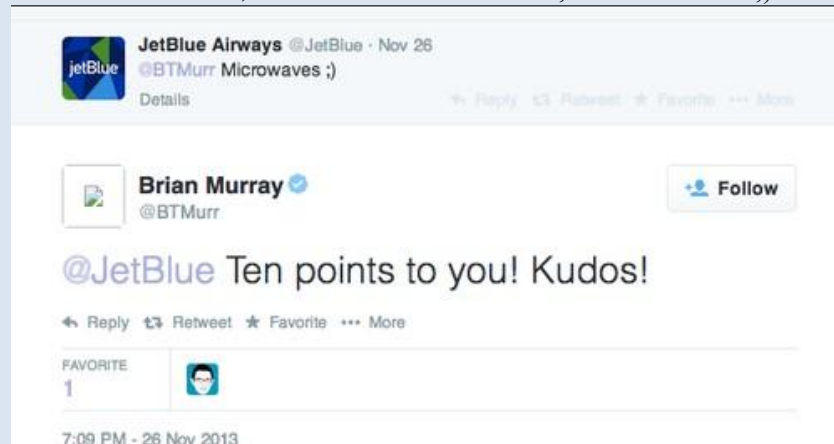 JetBlue Airways @JetBlue · Nov 26
jetBlue
@BTMurr Microwaves ;)
Details
Reply Retweet Favorite More
Brian Murray
Follow
@BTMurr
@JetBlue Ten points to you! Kudos!
Reply Retweet Favorite More
FAVORITE
1
7:09 PM - 26 Nov 2013